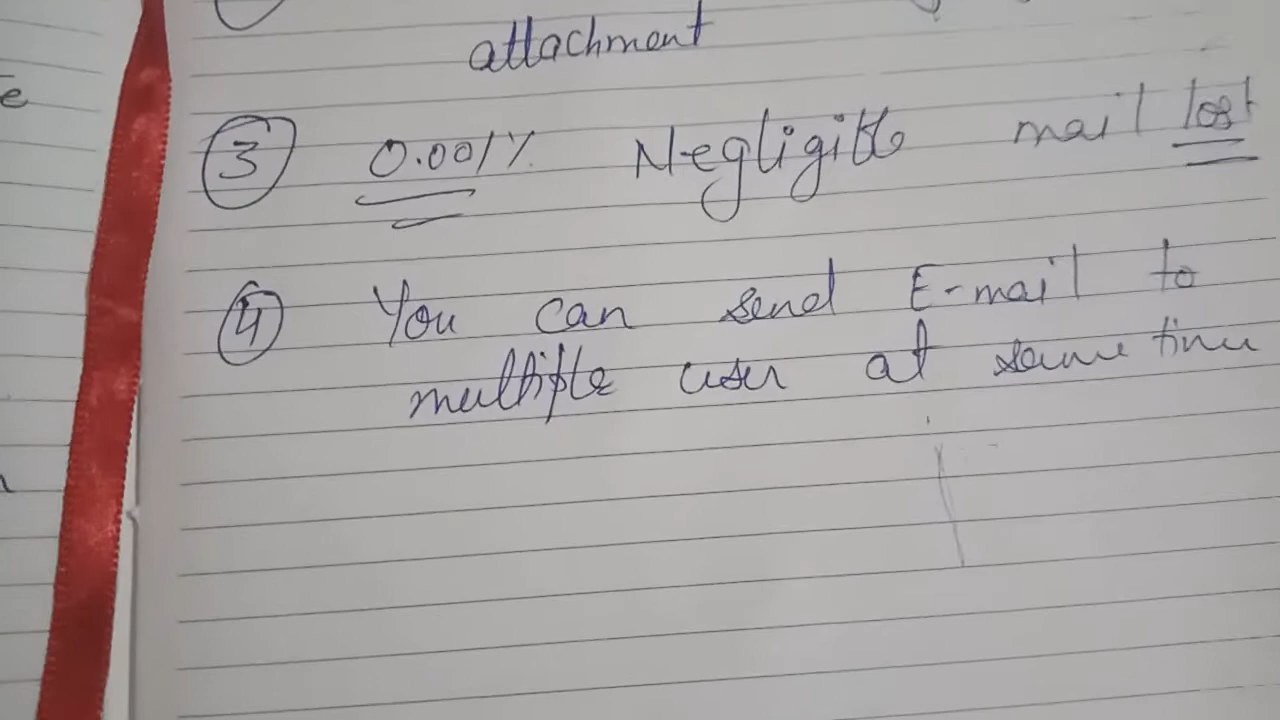 attachment
③ 0.001% Negligible mail lost
④ You can send E-mail to
multiple user at same time